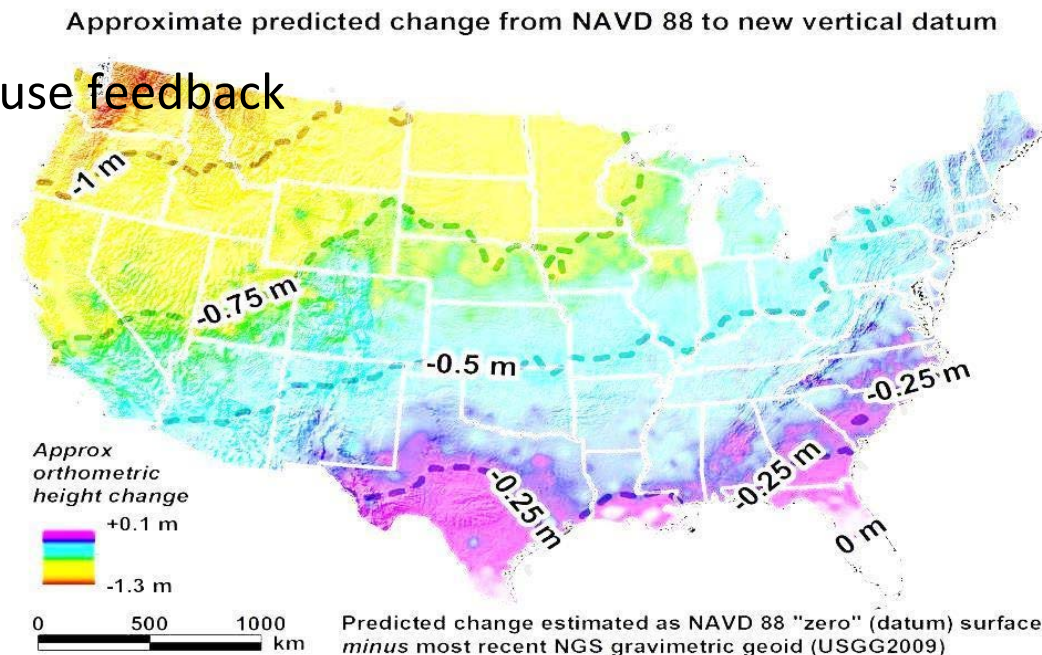 Approximate predicted change from NAVD 88 to new vertical datum
use feedback
-1 m
-0.75 m
-0.5 m
-0.25 m
-0.25 m
-0.25 m
0 m
Approx
orthometric
height change
+0.1 m
-1.3 m
0 500 1000
km
Predicted change estimated as NAVD 88 "zero" (datum) surface
minus most recent NGS gravimetric geoid (USGG2009)